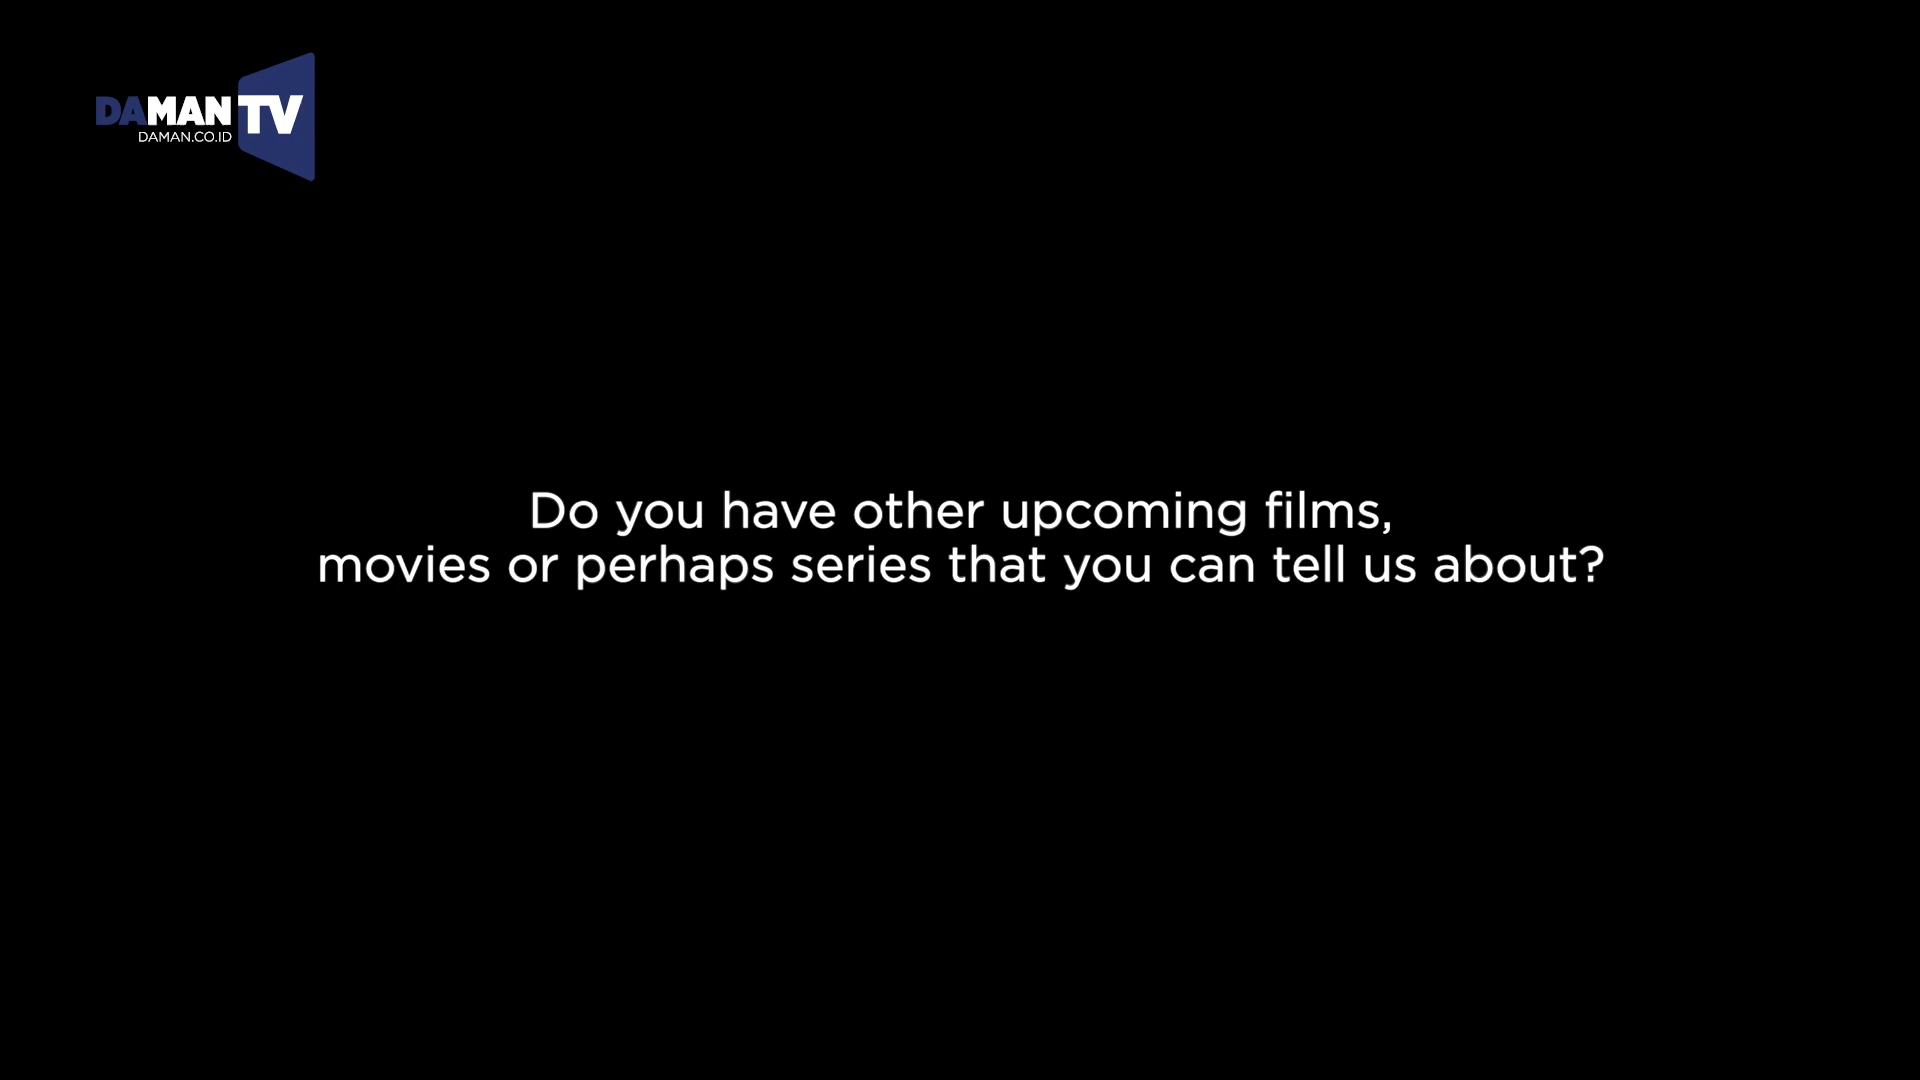 DAMAN TV
DAMAN.CO.ID
Do you have other upcoming films,
movies or perhaps series that you can tell us about?